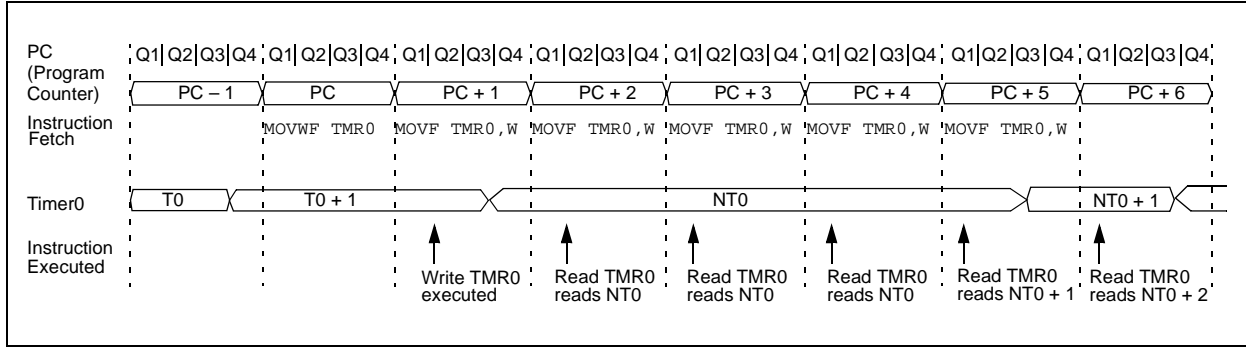 PC (Program Counter)
Q1 Q2 Q3 Q4 Q1 Q2 Q3 Q4 Q1 Q2 Q3 Q4 Q1 Q2 Q3 Q4 Q1 Q2 Q3 Q4 Q1 Q2 Q3 Q4 Q1 Q2 Q3 Q4 Q1 Q2 Q3 Q4
PC – 1 PC PC + 1 PC + 2 PC + 3 PC + 4 PC + 5 PC + 6
Instruction Fetch
MOVWF TMR0 MOVF TMR0,W MOVF TMR0,W MOVF TMR0,W MOVF TMR0,W MOVF TMR0,W
Timer0
T0 T0 + 1 NT0 NT0 + 1
Instruction Executed
Write TMR0 executed
Read TMR0 reads NT0
Read TMR0 reads NT0
Read TMR0 reads NT0
Read TMR0 reads NT0 + 1
Read TMR0 reads NT0 + 2